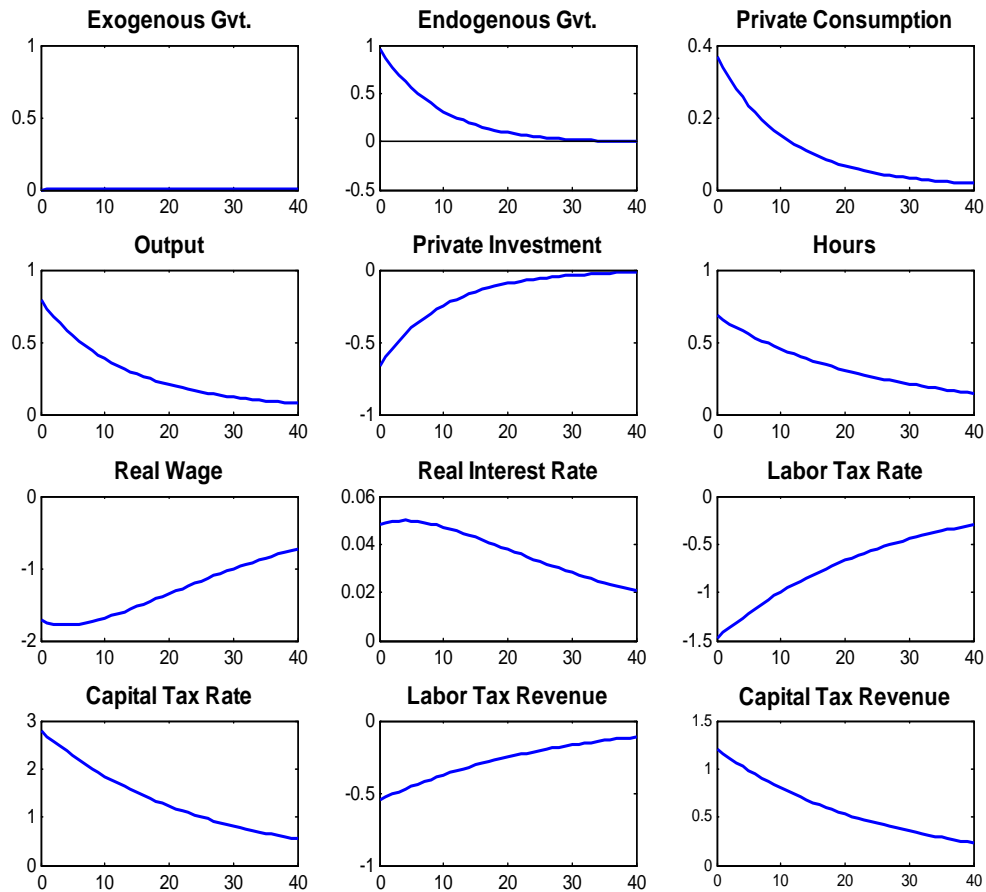 Exogenous Gvt.
1
0.5
0
0 10 20 30 40
Endogenous Gvt.
1
0.5
0
-0.5
0 10 20 30 40
Private Consumption
0.4
0.2
0
0 10 20 30 40
Output
1
0.5
0
0 10 20 30 40
Private Investment
0
-0.5
-1
0 10 20 30 40
Hours
1
0.5
0
0 10 20 30 40
Real Wage
0
-1
-2
0 10 20 30 40
Real Interest Rate
0.06
0.04
0.02
0
0 10 20 30 40
Labor Tax Rate
0
-0.5
-1
-1.5
0 10 20 30 40
Capital Tax Rate
3
2
1
0
0 10 20 30 40
Labor Tax Revenue
0
-0.5
-1
0 10 20 30 40
Capital Tax Revenue
1.5
1
0.5
0
0 10 20 30 40